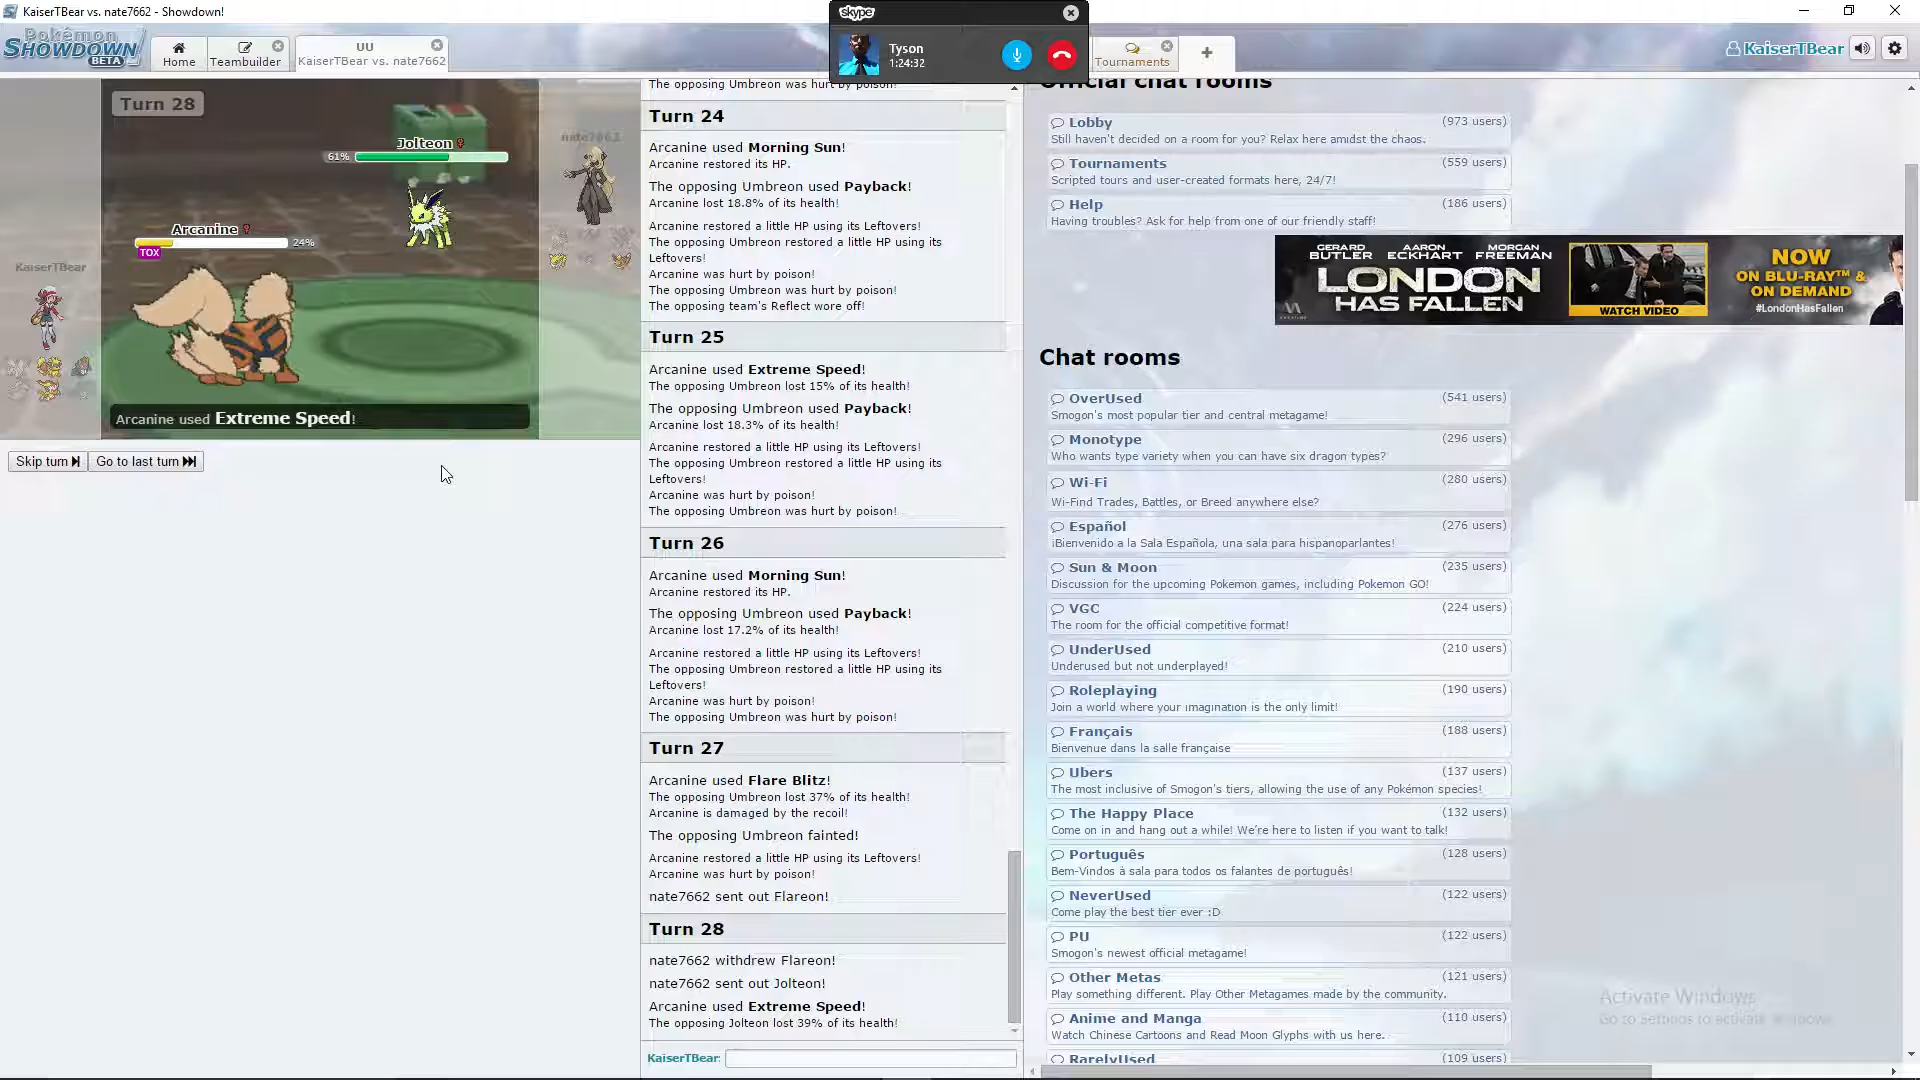 KaiserTBear vs. nate7662 - Showdown!
skype
Tyson
1:24:32
Pokémon
SHOWDOWN!
BETA
Home
Teambuilder
UU
KaiserTBear vs. nate7662
Tournaments
KaiserTBear
Turn 28
Jolteon
61%
Arcanine
24%
TOX
nate7662
KaiserTBear
Arcanine used Extreme Speed!
Skip turn
Go to last turn
The opposing Umbreon was hurt by poison!
Turn 24
Arcanine used Morning Sun!
Arcanine restored its HP.
The opposing Umbreon used Payback!
Arcanine lost 18.8% of its health!
Arcanine restored a little HP using its Leftovers!
The opposing Umbreon restored a little HP using its
Leftovers!
Arcanine was hurt by poison!
The opposing Umbreon was hurt by poison!
The opposing team's Reflect wore off!
Turn 25
Arcanine used Extreme Speed!
The opposing Umbreon lost 15% of its health!
The opposing Umbreon used Payback!
Arcanine lost 18.3% of its health!
Arcanine restored a little HP using its Leftovers!
The opposing Umbreon restored a little HP using its
Leftovers!
Arcanine was hurt by poison!
The opposing Umbreon was hurt by poison!
Turn 26
Arcanine used Morning Sun!
Arcanine restored its HP.
The opposing Umbreon used Payback!
Arcanine lost 17.2% of its health!
Arcanine restored a little HP using its Leftovers!
The opposing Umbreon restored a little HP using its
Leftovers!
Arcanine was hurt by poison!
The opposing Umbreon was hurt by poison!
Turn 27
Arcanine used Flare Blitz!
The opposing Umbreon lost 37% of its health!
Arcanine is damaged by the recoil!
The opposing Umbreon fainted!
Arcanine restored a little HP using its Leftovers!
Arcanine was hurt by poison!
nate7662 sent out Flareon!
Turn 28
nate7662 withdrew Flareon!
nate7662 sent out Jolteon!
Arcanine used Extreme Speed!
The opposing Jolteon lost 39% of its health!
KaiserTBear:
Official chat rooms
Lobby (973 users)
Still haven't decided on a room for you? Relax here amidst the chaos.
Tournaments (559 users)
Scripted tours and user-created formats here, 24/7!
Help (186 users)
Having troubles? Ask for help from one of our friendly staff!
GERARD BUTLER AARON ECKHART MORGAN FREEMAN
LONDON
HAS FALLEN
WATCH VIDEO
NOW
ON BLU-RAY™ &
ON DEMAND
#LondonHasFallen
Chat rooms
OverUsed (541 users)
Smogon's most popular tier and central metagame!
Monotype (296 users)
Who wants type variety when you can have six dragon types?
Wi-Fi (280 users)
Wi-Find Trades, Battles, or Breed anywhere else?
Español (276 users)
¡Bienvenido a la Sala Española, una sala para hispanoparlantes!
Sun & Moon (235 users)
Discussion for the upcoming Pokemon games, including Pokemon GO!
VGC (224 users)
The room for the official competitive format!
UnderUsed (210 users)
Underused but not underplayed!
Roleplaying (190 users)
Join a world where your imagination is the only limit!
Français (188 users)
Bienvenue dans la salle française
Ubers (137 users)
The most inclusive of Smogon's tiers, allowing the use of any Pokémon species!
The Happy Place (132 users)
Come on in and hang out a while! We're here to listen if you want to talk!
Português (128 users)
Bem-Vindos à sala para todos os falantes de português!
NeverUsed (122 users)
Come play the best tier ever :D
PU (122 users)
Smogon's newest official metagame!
Other Metas (121 users)
Play something different. Play Other Metagames made by the community.
Anime and Manga (110 users)
Watch Chinese Cartoons and Read Moon Glyphs with us here.
RarelyUsed (109 users)
Activate Windows
Go to Settings to activate Windows.